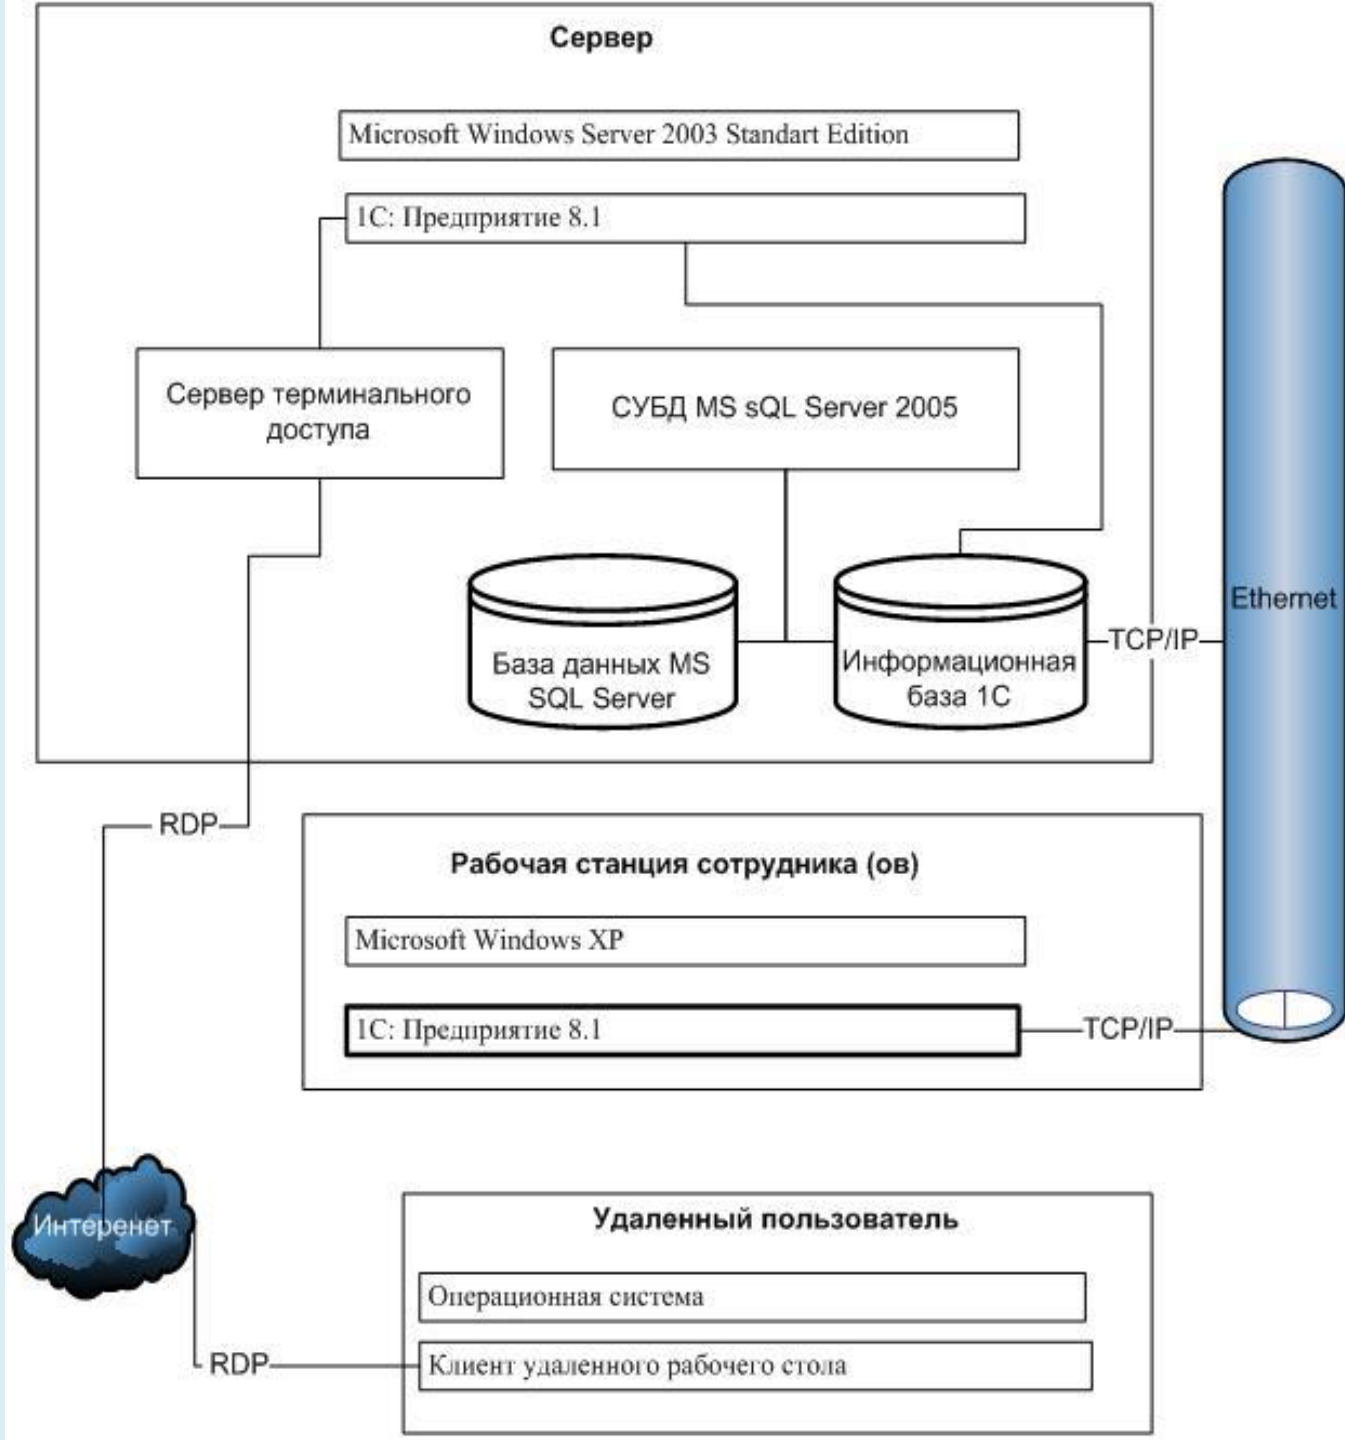 Сервер
Microsoft Windows Server 2003 Standart Edition
1С: Предприятие 8.1
Сервер терминального
доступа
СУБД MS sQL Server 2005
База данных MS
SQL Server
Информационная
база 1С
TCP/IP
Ethernet
RDP
Рабочая станция сотрудника (ов)
Microsoft Windows XP
1С: Предприятие 8.1
TCP/IP
Интеренет
Удаленный пользователь
Операционная система
RDP
Клиент удаленного рабочего стола